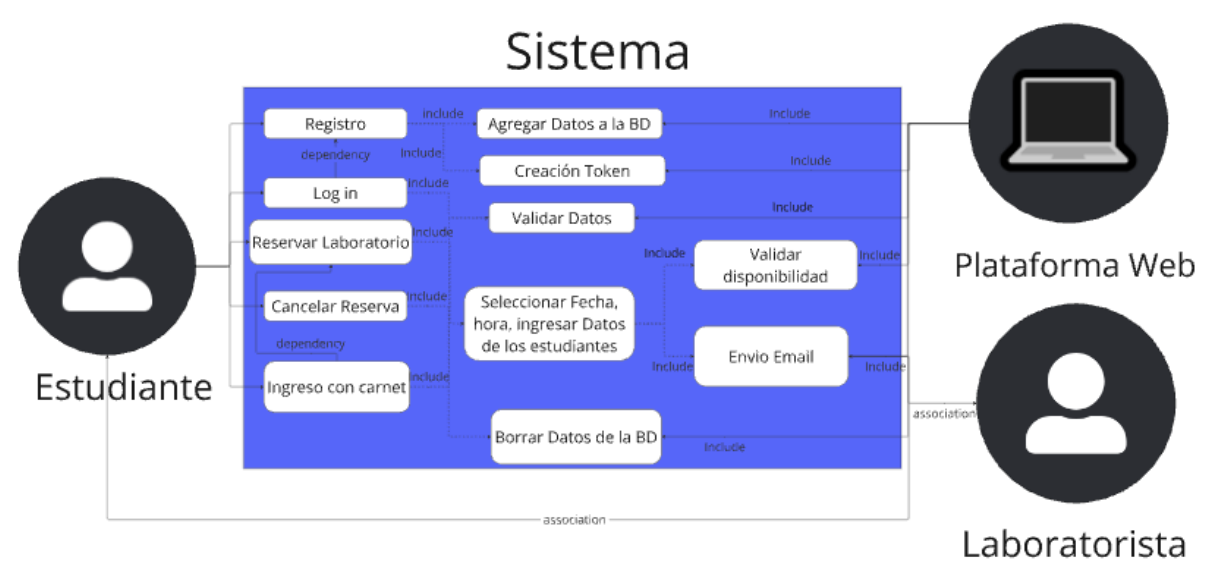 Sistema
Registro
include
Agregar Datos a la BD
Include
dependency
Include
Creación Token
Include
Log in
Include
Validar Datos
Include
Reservar Laboratorio
Include
Include
Validar
disponibilidad
Include
Plataforma Web
Cancelar Reserva
Include
Seleccionar Fecha,
hora, ingresar Datos
de los estudiantes
dependency
Envio Email
Include
Include
Ingreso con carnet
Include
Estudiante
association
Borrar Datos de la BD
Include
association
Laboratorista